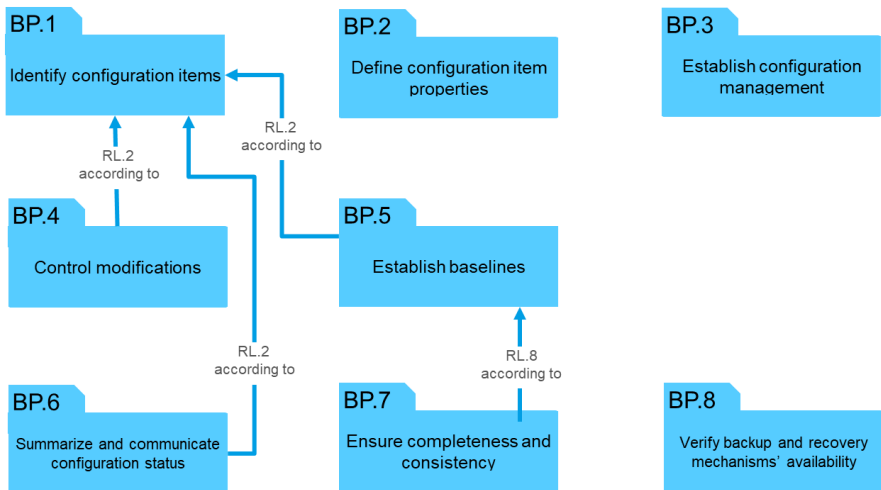 BP.1
Identify configuration items
BP.2
Define configuration item
properties
BP.3
Establish configuration
management
RL.2
according to
RL.2
according to
BP.4
Control modifications
BP.5
Establish baselines
RL.2
according to
RL.8
according to
BP.6
Summarize and communicate
configuration status
BP.7
Ensure completeness and
consistency
BP.8
Verify backup and recovery
mechanisms’ availability